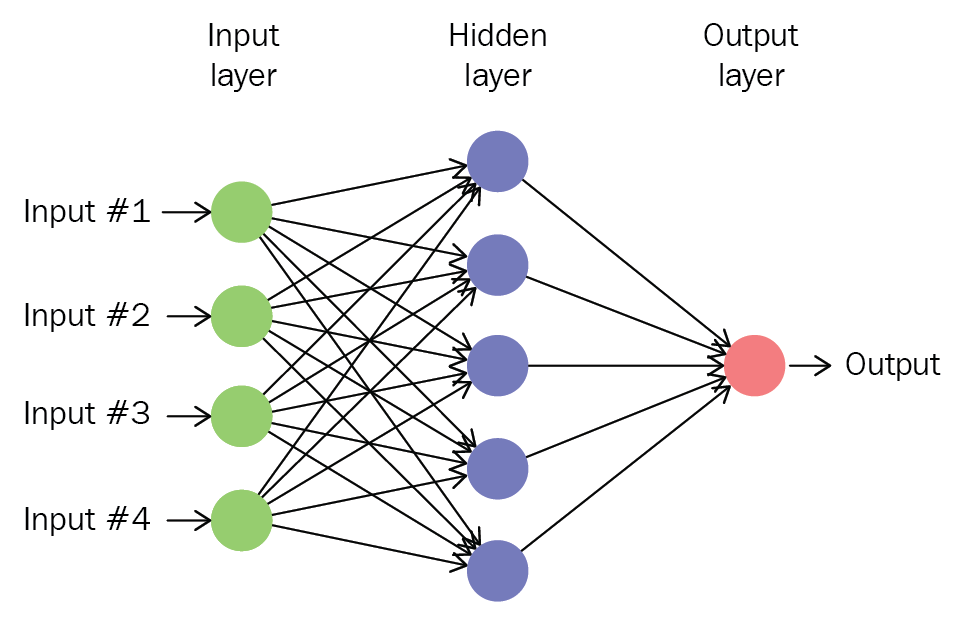 Input
layer
Hidden
layer
Output
layer
Input #1
Input #2
Input #3
Input #4
Output